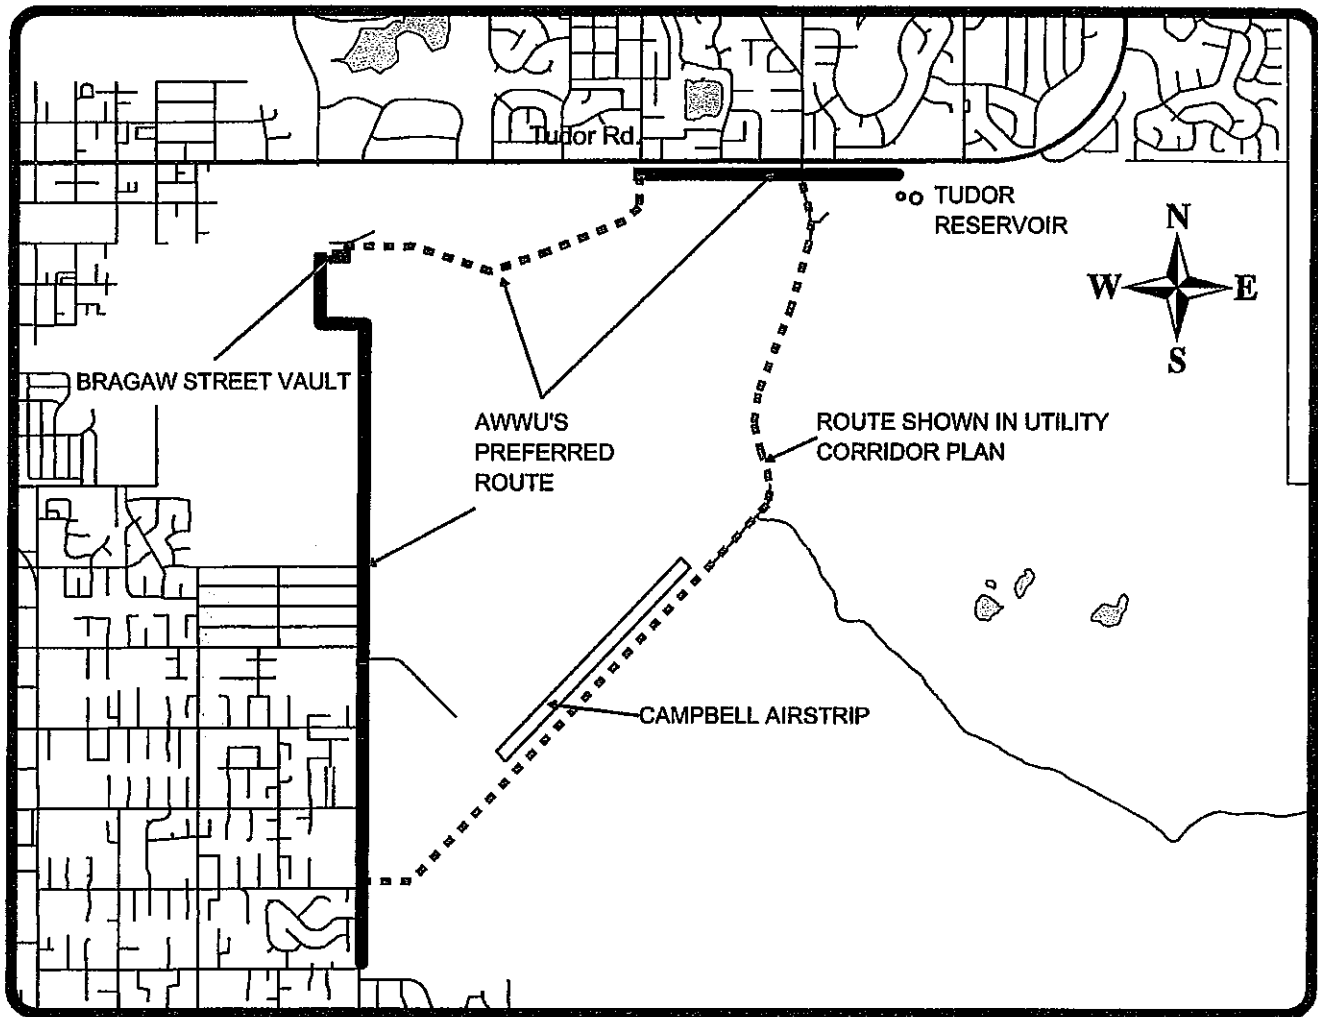 Tudor Rd.
TUDOR
RESERVOIR
N
W
E
S
BRAGAW STREET VAULT
AWWU'S
PREFERRED
ROUTE
ROUTE SHOWN IN UTILITY
CORRIDOR PLAN
CAMPBELL AIRSTRIP